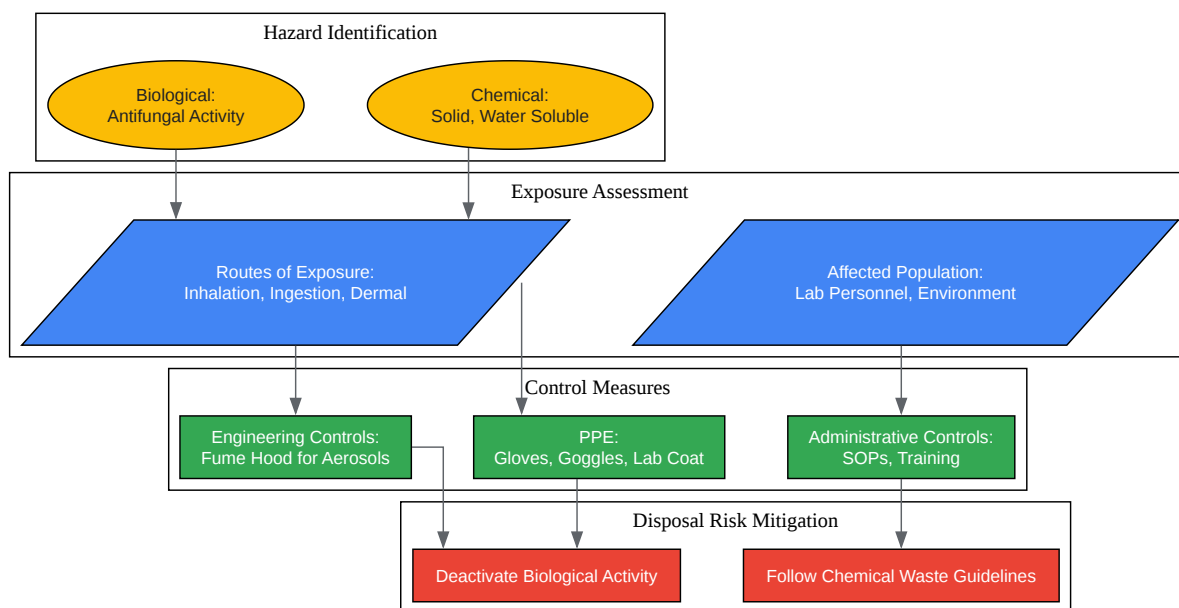 Hazard Identification
Biological:
Antifungal Activity
Chemical:
Solid, Water Soluble
Exposure Assessment
Routes of Exposure:
Inhalation, Ingestion, Dermal
Affected Population:
Lab Personnel, Environment
Control Measures
Engineering Controls:
Fume Hood for Aerosols
PPE:
Gloves, Goggles, Lab Coat
Administrative Controls:
SOPs, Training
Disposal Risk Mitigation
Deactivate Biological Activity
Follow Chemical Waste Guidelines